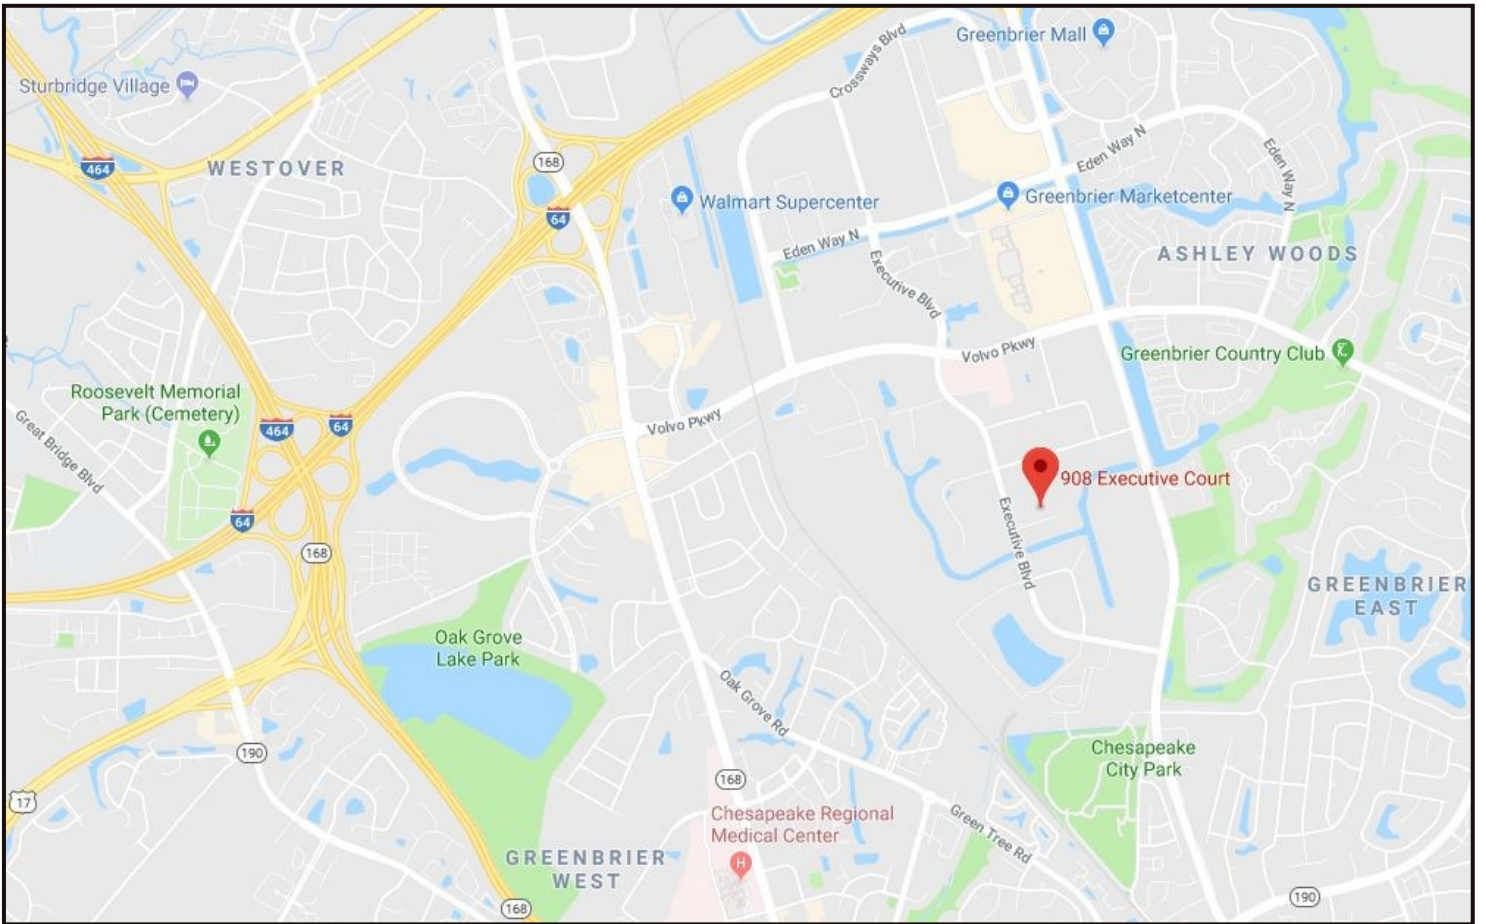 Greenbrier Mall
Crossways Blvd
Sturbridge Village
Eden Way N
Eden Way N
168
464
WESTOVER
Walmart Supercenter
Greenbrier Marketcenter
64
Eden Way N
ASHLEY WOODS
Executive Blvd
Volvo Pkwy
Greenbrier Country Club
Roosevelt Memorial
Park (Cemetery)
Great Bridge Blvd
464
64
Volvo Pkwy
908 Executive Court
64
Executive Blvd
168
GREENBRIER
EAST
Oak Grove
Lake Park
Oak Grove Rd
190
Chesapeake
City Park
168
17
Chesapeake Regional
Medical Center
H
Green Tree Rd
GREENBRIER
WEST
190
168